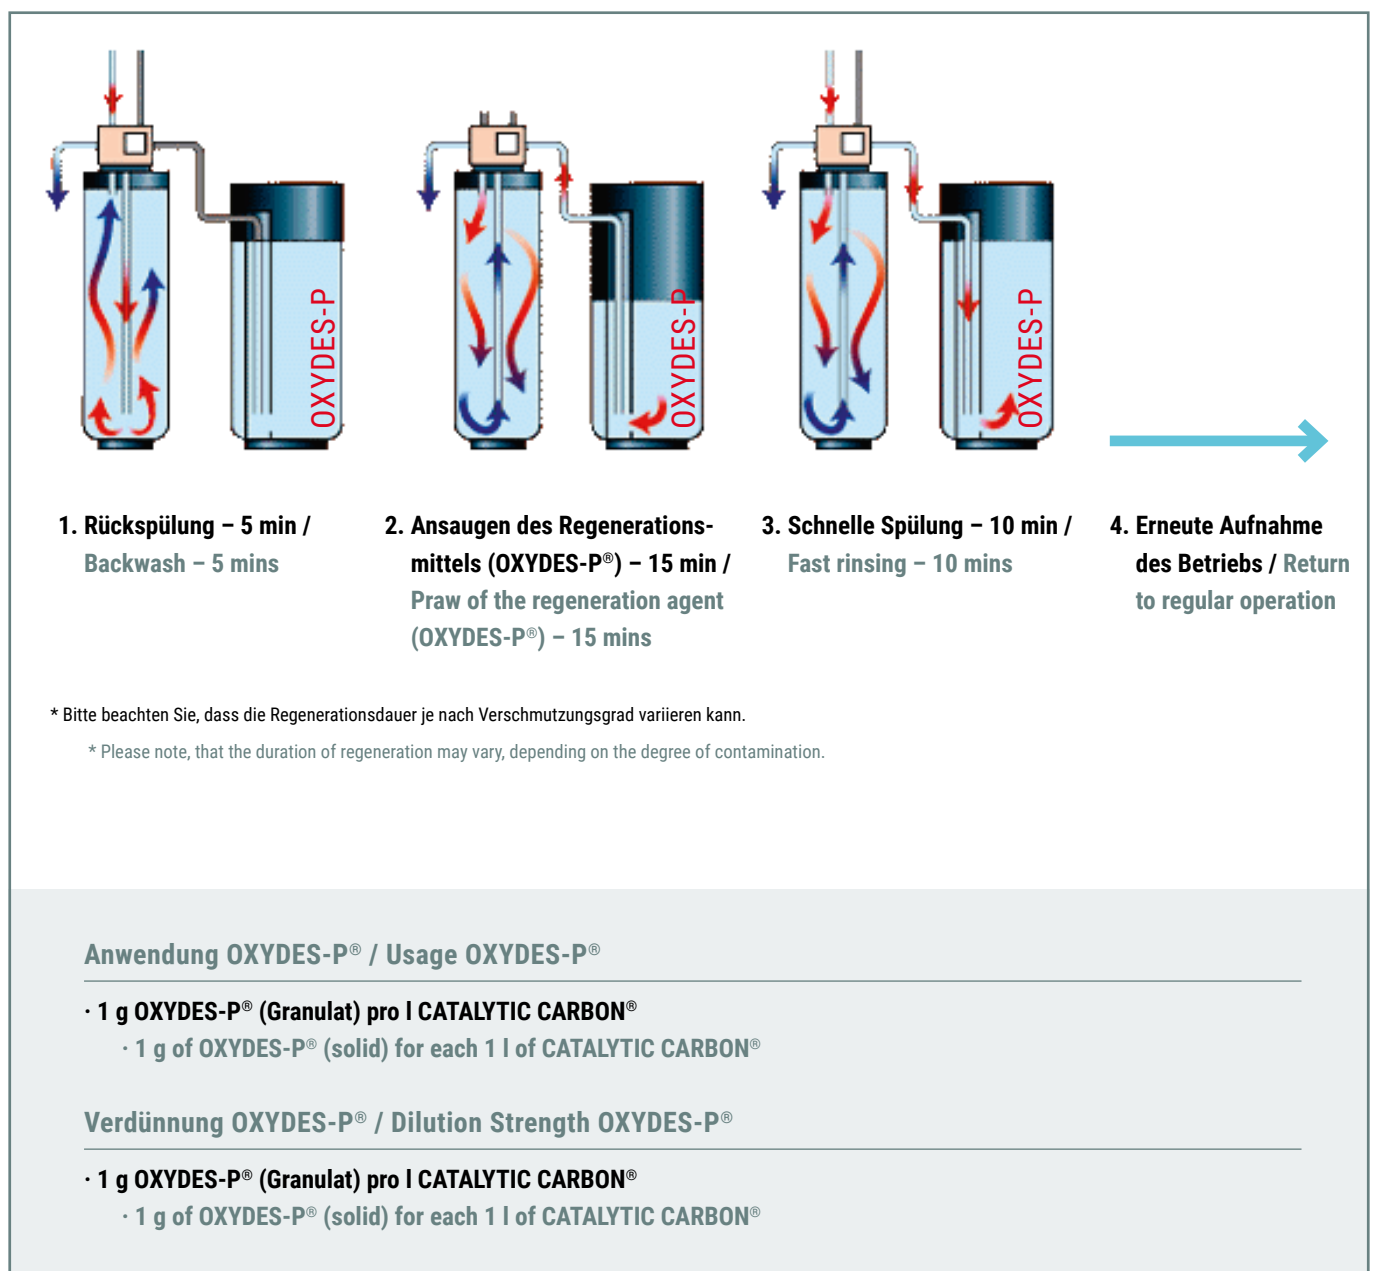 OXYDES-P
OXYDES-P
OXYDES-P
1. Rückspülung – 5 min /
Backwash – 5 mins
2. Ansaugen des Regenerations-
mittels (OXYDES-P®) – 15 min /
Praw of the regeneration agent
(OXYDES-P®) – 15 mins
3. Schnelle Spülung – 10 min /
Fast rinsing – 10 mins
4. Erneute Aufnahme
des Betriebs / Return
to regular operation
* Bitte beachten Sie, dass die Regenerationsdauer je nach Verschmutzungsgrad variieren kann.
* Please note, that the duration of regeneration may vary, depending on the degree of contamination.
Anwendung OXYDES-P® / Usage OXYDES-P®
· 1 g OXYDES-P® (Granulat) pro l CATALYTIC CARBON®
· 1 g of OXYDES-P® (solid) for each 1 l of CATALYTIC CARBON®
Verdünnung OXYDES-P® / Dilution Strength OXYDES-P®
· 1 g OXYDES-P® (Granulat) pro l CATALYTIC CARBON®
· 1 g of OXYDES-P® (solid) for each 1 l of CATALYTIC CARBON®